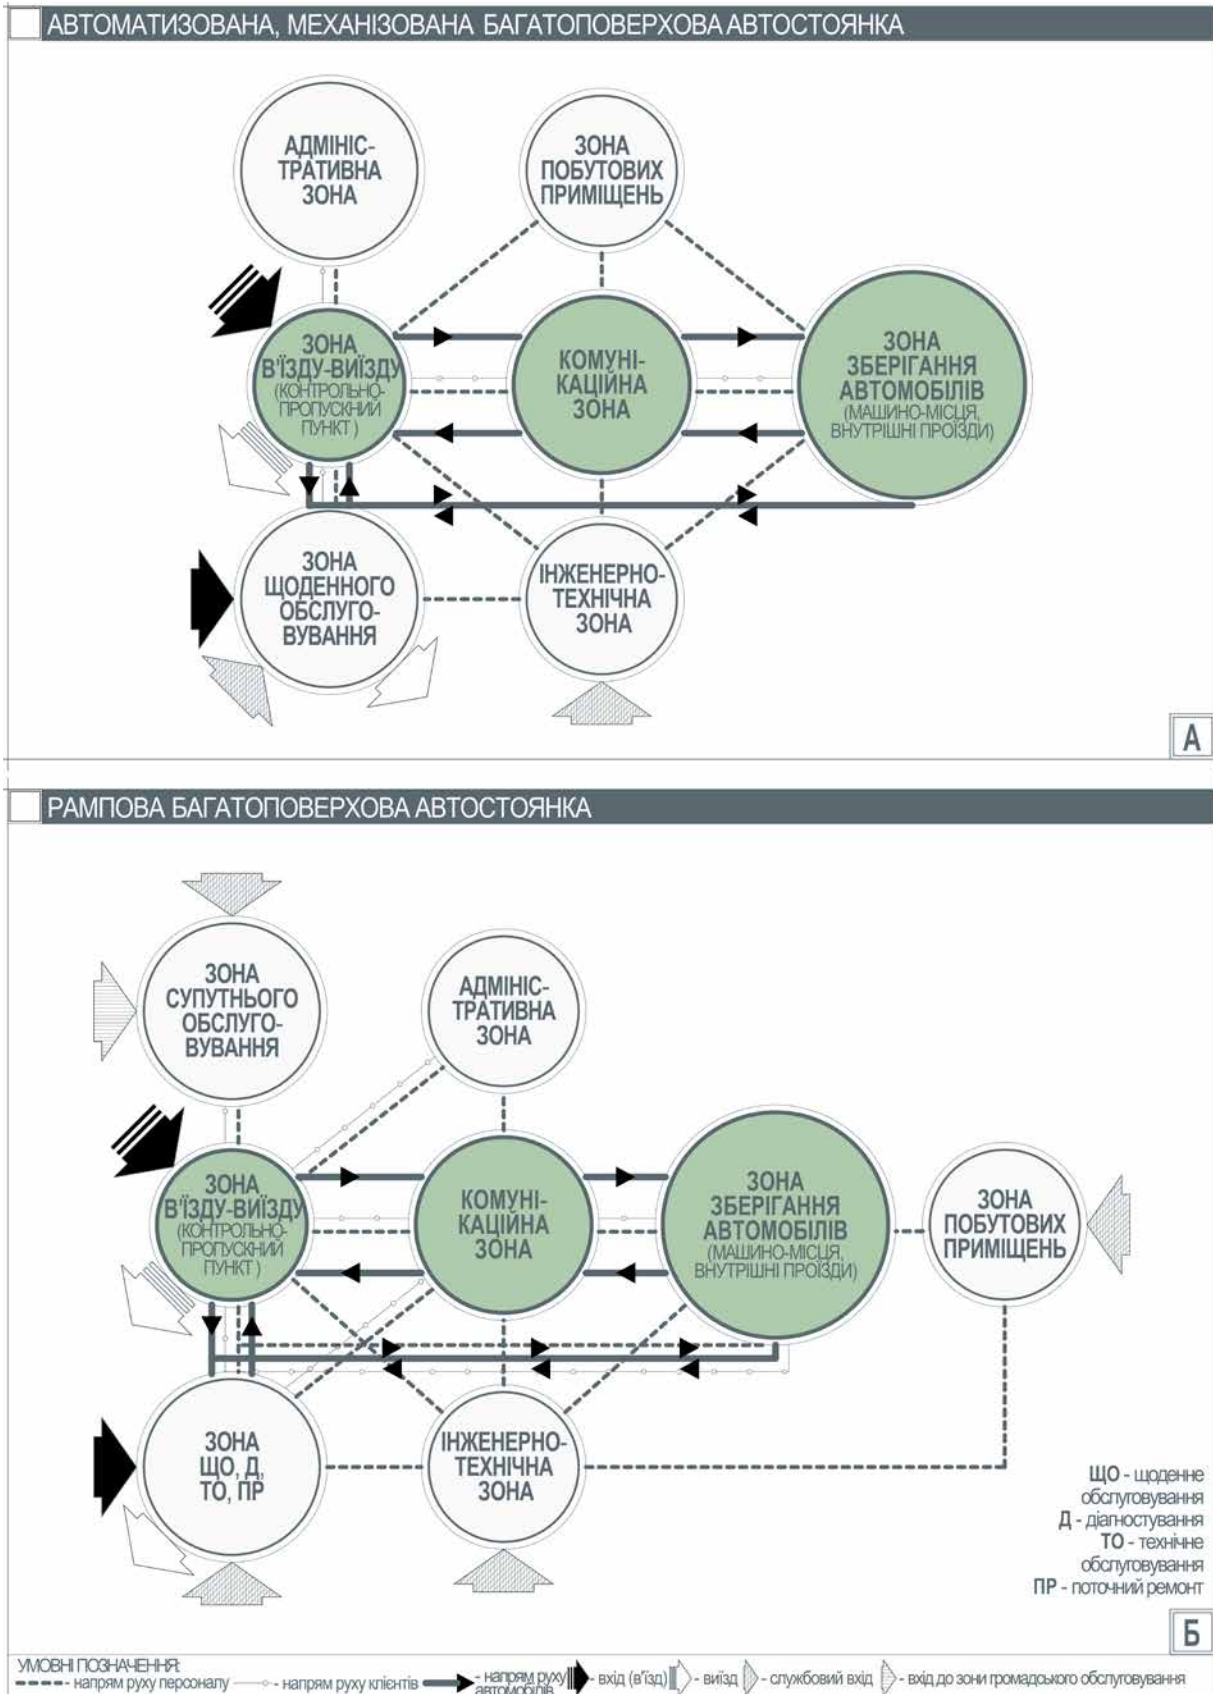 АВТОМАТИЗОВАНА, МЕХАНІЗОВАНА БАГАТОПОВЕРХОВА АВТОСТОЯНКА
АДМІНІС-
ТРАТИВНА
ЗОНА
ЗОНА
ПОБУТОВИХ
ПРИМІЩЕНЬ
ЗОНА
В'ЇЗДУ-ВИЇЗДУ
(КОНТРОЛЬНО-
ПРОПУСКНИЙ
ПУНКТ )
КОМУНІ-
КАЦІЙНА
ЗОНА
ЗОНА
ЗБЕРІГАННЯ
АВТОМОБІЛІВ
(МАШИНО-МІСЦЯ,
ВНУТРІШНІ ПРОЇЗДИ)
ЗОНА
ЩОДЕННОГО
ОБСЛУГО-
ВУВАННЯ
ІНЖЕНЕРНО-
ТЕХНІЧНА
ЗОНА
А
РАМПОВА БАГАТОПОВЕРХОВА АВТОСТОЯНКА
ЗОНА
СУПУТНЬОГО
ОБСЛУГО-
ВУВАННЯ
АДМІНІС-
ТРАТИВНА
ЗОНА
ЗОНА
В'ЇЗДУ-ВИЇЗДУ
(КОНТРОЛЬНО-
ПРОПУСКНИЙ
ПУНКТ )
КОМУНІ-
КАЦІЙНА
ЗОНА
ЗОНА
ЗБЕРІГАННЯ
АВТОМОБІЛІВ
(МАШИНО-МІСЦЯ,
ВНУТРІШНІ ПРОЇЗДИ)
ЗОНА
ПОБУТОВИХ
ПРИМІЩЕНЬ
ЗОНА
ЩО, Д,
ТО, ПР
ІНЖЕНЕРНО-
ТЕХНІЧНА
ЗОНА
ЩО - щоденне
обслуговування
Д - діагностування
ТО - технічне
обслуговування
ПР - поточний ремонт
Б
УМОВНІ ПОЗНАЧЕННЯ:
- напрям руху персоналу
- напрям руху клієнтів
- напрям руху
автомобілів
- вхід (в'їзд)
- виїзд
- службовий вхід
- вхід до зони громадського обслуговування